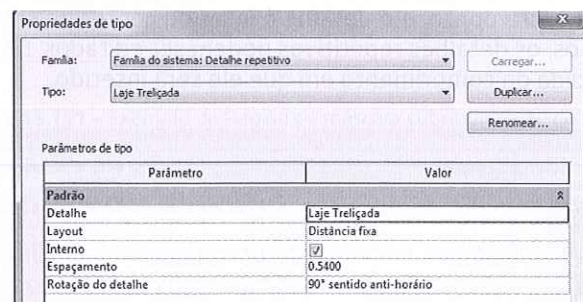 Propriedades de tipo
Família: Família do sistema: Detalhe repetitivo Carregar...
Tipo: Laje Treliçada Duplicar...
Renomear...
Parâmetros de tipo
Parâmetro Valor
Padrão
Detalhe Laje Treliçada
Layout Distância fixa
Interno
Espaçamento 0.5400
Rotação do detalhe 90° sentido anti-horário